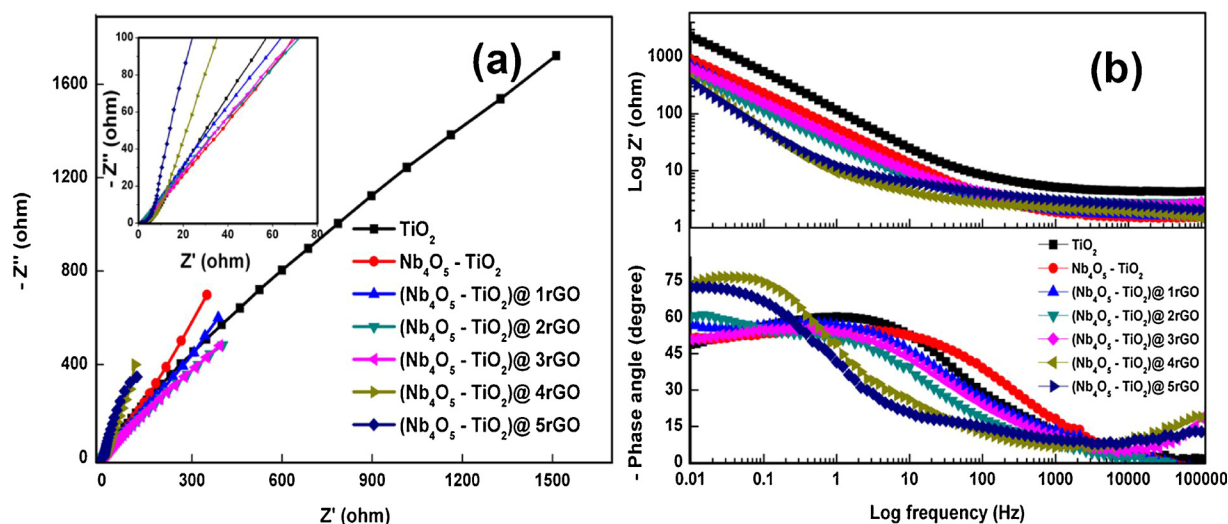 (a)
1600
1200
800
400
0
- Z'' (ohm)
0
300
600
900
1200
1500
Z' (ohm)
100
80
60
40
20
0
- Z'' (ohm)
0
20
40
60
80
Z' (ohm)
TiO₂
Nb₄O₅ - TiO₂
(Nb₄O₅ - TiO₂)@ 1rGO
(Nb₄O₅ - TiO₂)@ 2rGO
(Nb₄O₅ - TiO₂)@ 3rGO
(Nb₄O₅ - TiO₂)@ 4rGO
(Nb₄O₅ - TiO₂)@ 5rGO
(b)
1000
100
10
1
Log Z' (ohm)
75
60
45
30
15
0
- Phase angle (degree)
TiO₂
Nb₄O₅ - TiO₂
(Nb₄O₅ - TiO₂)@ 1rGO
(Nb₄O₅ - TiO₂)@ 2rGO
(Nb₄O₅ - TiO₂)@ 3rGO
(Nb₄O₅ - TiO₂)@ 4rGO
(Nb₄O₅ - TiO₂)@ 5rGO
0.01
0.1
1
10
100
1000
10000
100000
Log frequency (Hz)